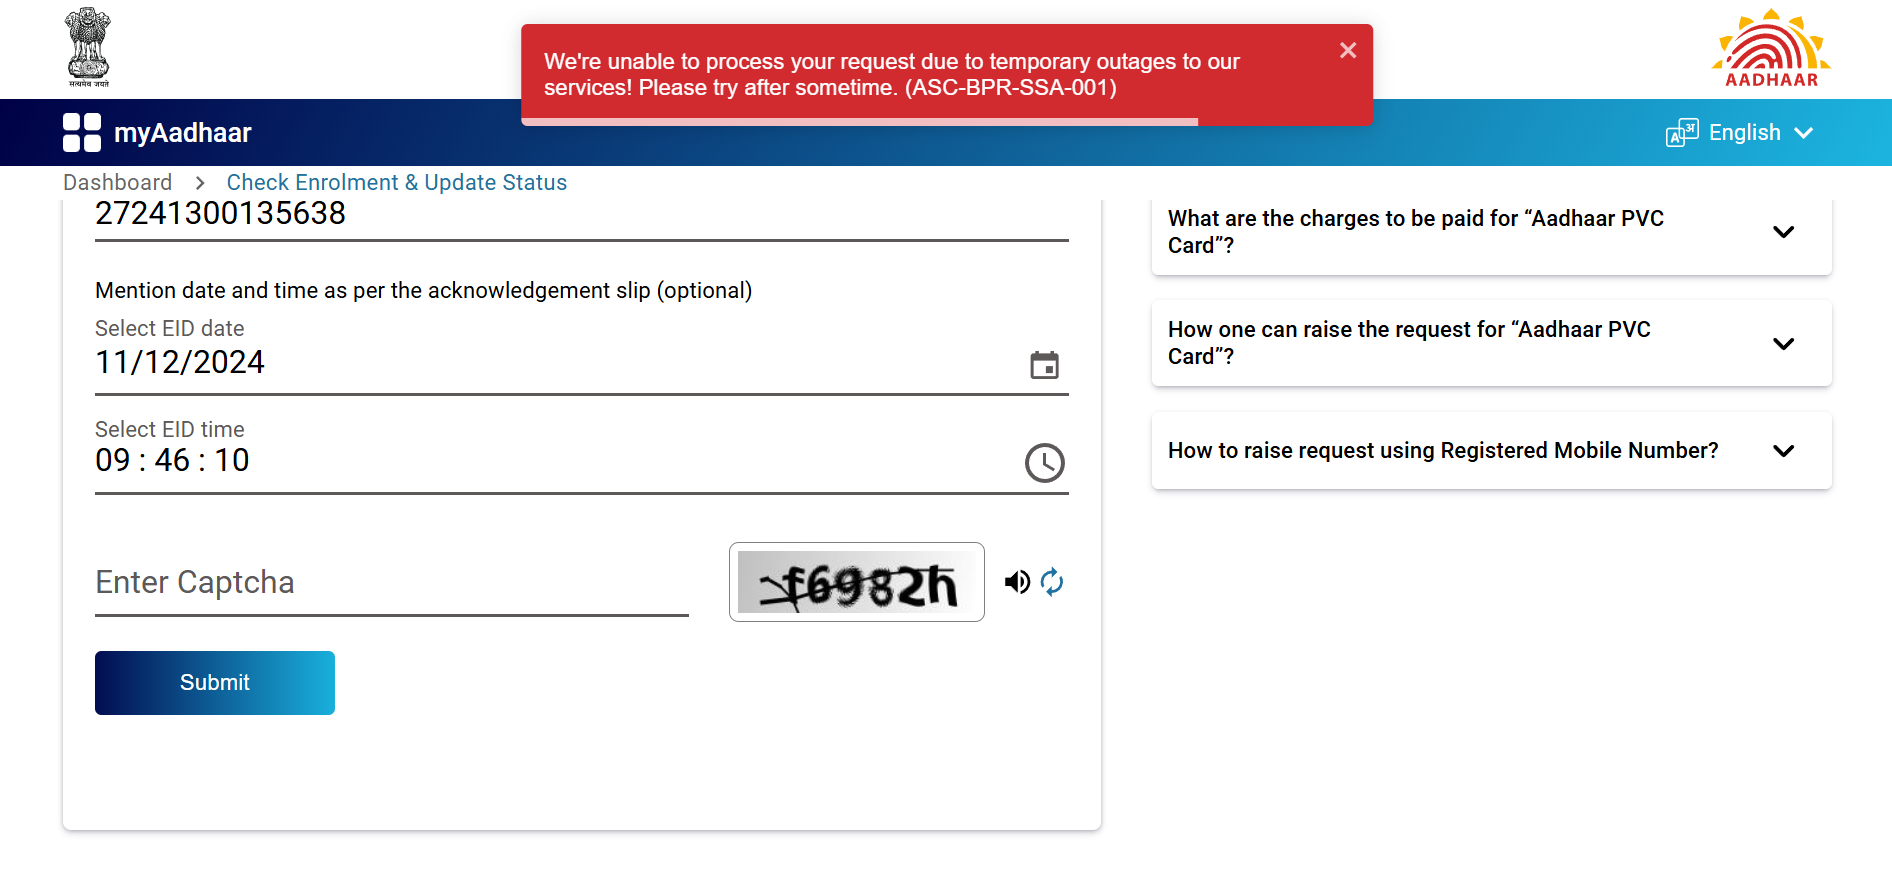 सत्यमेव जयते
We're unable to process your request due to temporary outages to our
services! Please try after sometime. (ASC-BPR-SSA-001)
AADHAAR
myAadhaar
A अ English
Dashboard > Check Enrolment & Update Status
27241300135638
Mention date and time as per the acknowledgement slip (optional)
Select EID date
11/12/2024
Select EID time
09 : 46 : 10
Enter Captcha
f6982h
Submit
What are the charges to be paid for “Aadhaar PVC
Card”?
How one can raise the request for “Aadhaar PVC
Card”?
How to raise request using Registered Mobile Number?